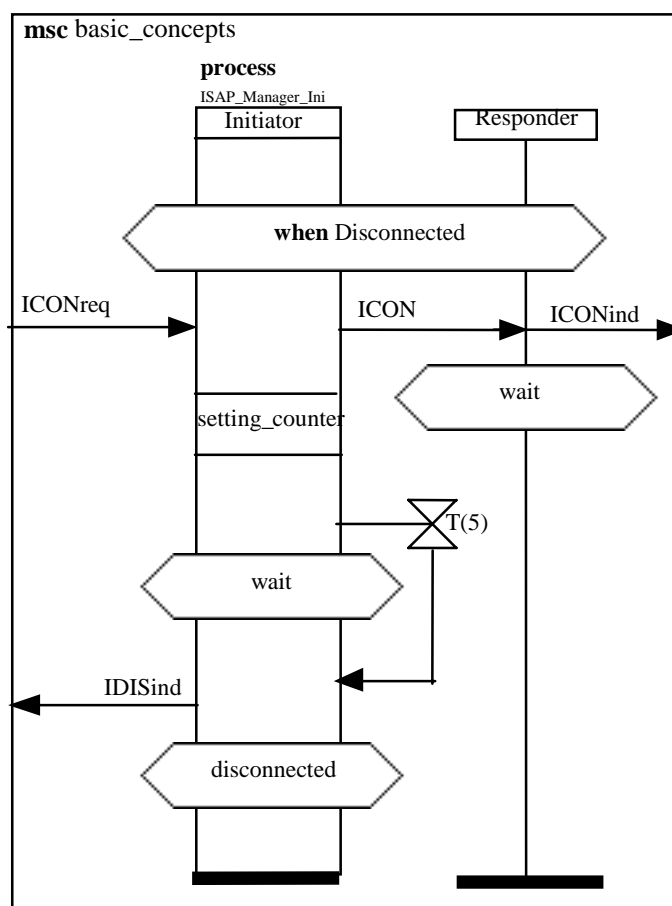 msc basic_concepts
process
ISAP_Manager_Ini
Initiator
Responder
when Disconnected
ICONreq
ICON
ICONind
wait
setting_counter
T(5)
wait
IDISind
disconnected